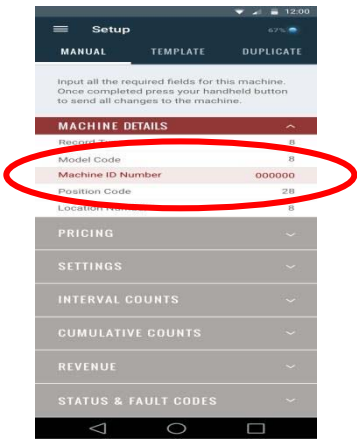 12:00
Setup 67%
MANUAL TEMPLATE DUPLICATE
Input all the required fields for this machine.
Once completed press your handheld button
to send all changes to the machine.
MACHINE DETAILS
Record 8
Model Code 8
Machine ID Number 000000
Position Code 28
Location 8
PRICING
SETTINGS
INTERVAL COUNTS
CUMULATIVE COUNTS
REVENUE
STATUS & FAULT CODES